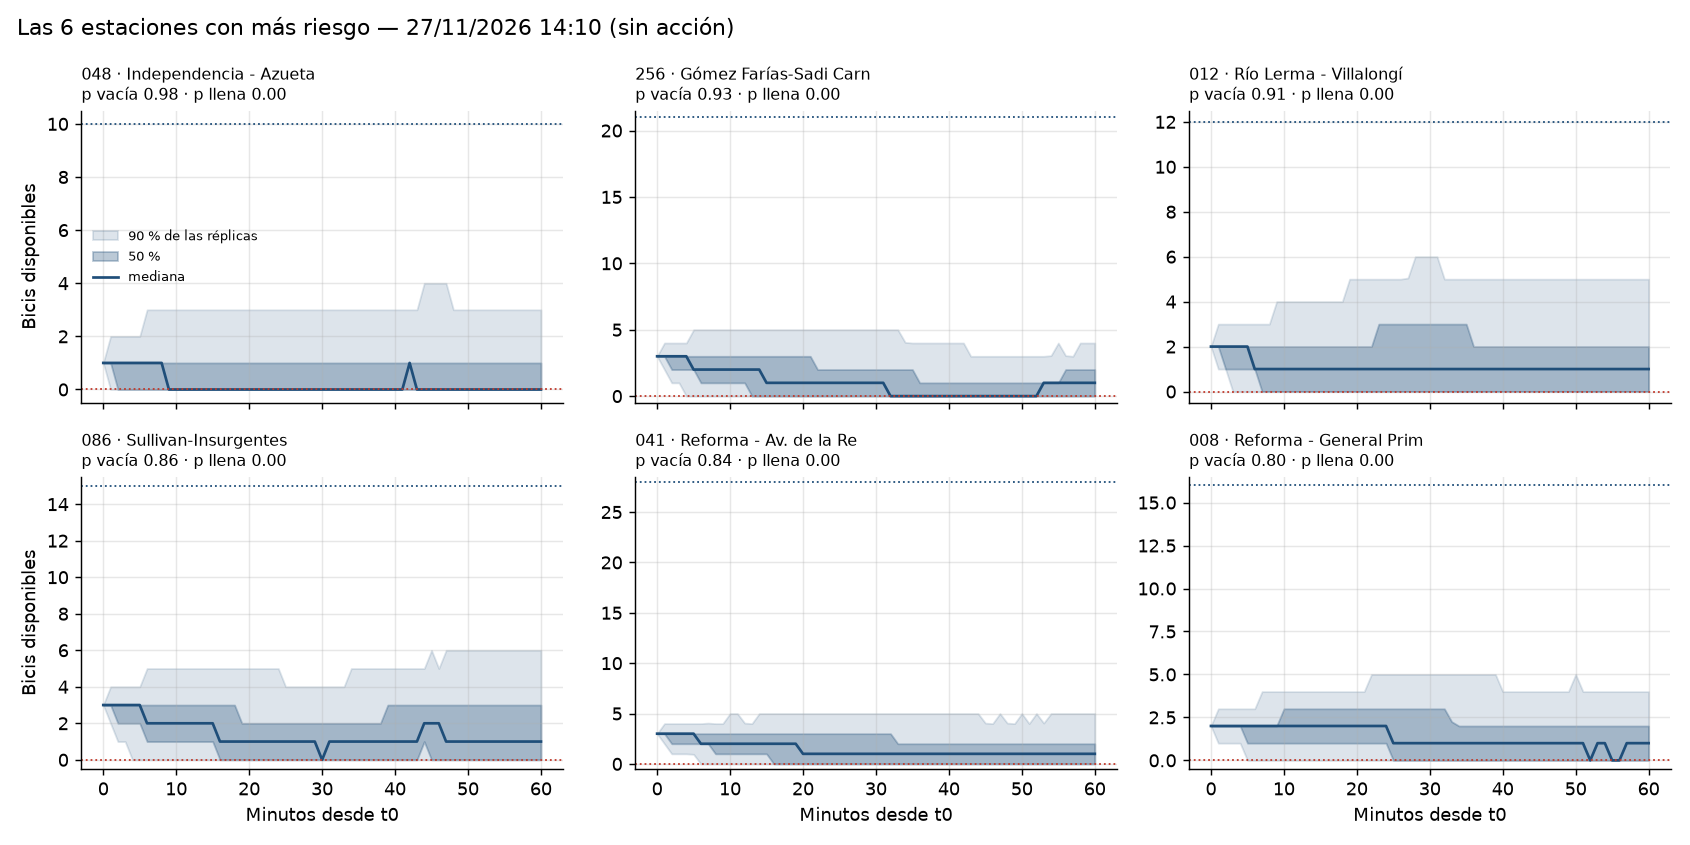 Las 6 estaciones con más riesgo — 27/11/2026 14:10 (sin acción)
048 · Independencia - Azueta
p vacía 0.98 · p llena 0.00
10
8
6
4
2
0
Bicis disponibles
90 % de las réplicas
50 %
mediana
256 · Gómez Farías-Sadi Carn
p vacía 0.93 · p llena 0.00
20
15
10
5
0
012 · Río Lerma - Villalongí
p vacía 0.91 · p llena 0.00
12
10
8
6
4
2
0
086 · Sullivan-Insurgentes
p vacía 0.86 · p llena 0.00
14
12
10
8
6
4
2
0
Bicis disponibles
0 10 20 30 40 50 60
Minutos desde t0
041 · Reforma - Av. de la Re
p vacía 0.84 · p llena 0.00
25
20
15
10
5
0
0 10 20 30 40 50 60
Minutos desde t0
008 · Reforma - General Prim
p vacía 0.80 · p llena 0.00
15.0
12.5
10.0
7.5
5.0
2.5
0.0
0 10 20 30 40 50 60
Minutos desde t0